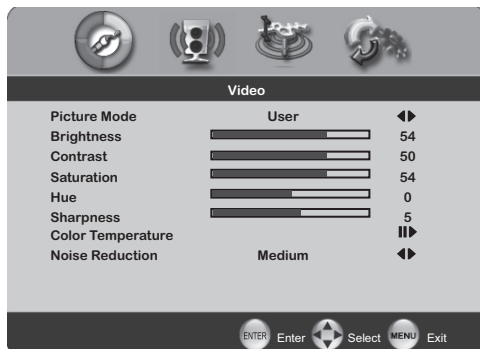 Video
Picture Mode User
Brightness 54
Contrast 50
Saturation 54
Hue 0
Sharpness 5
Color Temperature
Noise Reduction Medium
ENTER Enter Select MENU Exit